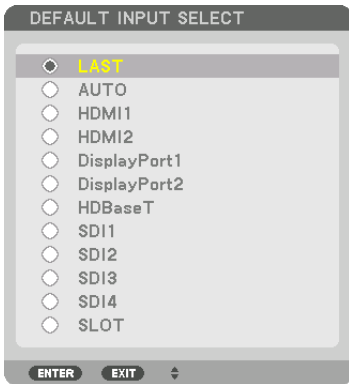 DEFAULT INPUT SELECT
LAST
AUTO
HDMI1
HDMI2
DisplayPort1
DisplayPort2
HDBaseT
SDI1
SDI2
SDI3
SDI4
SLOT
ENTER EXIT